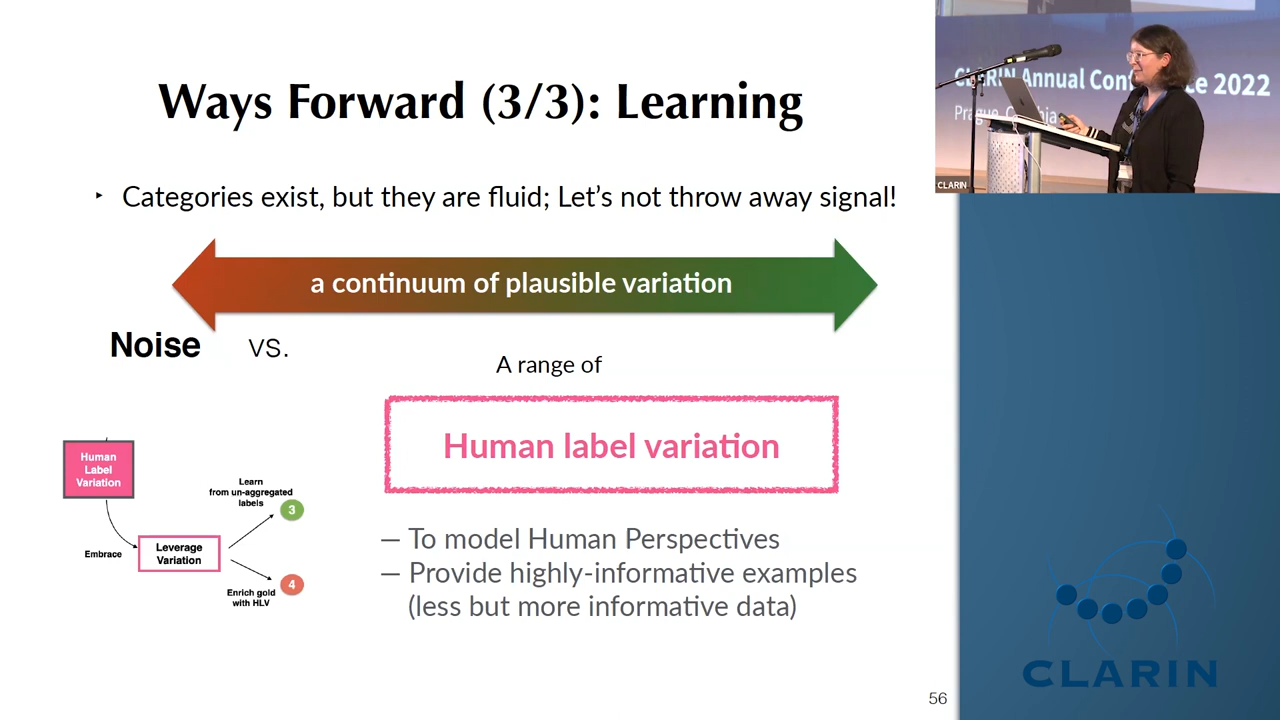 Ways Forward (3/3): Learning
‣ Categories exist, but they are fluid; Let's not throw away signal!
a continuum of plausible variation
Noise vs.
A range of
Human label variation
— To model Human Perspectives
— Provide highly-informative examples
(less but more informative data)
Human
Label
Variation
Embrace
Leverage
Variation
Learn
from un-aggregated
labels
3
Enrich gold
with HLV
4
56
Annual
2022
CLARIN
CLARIN